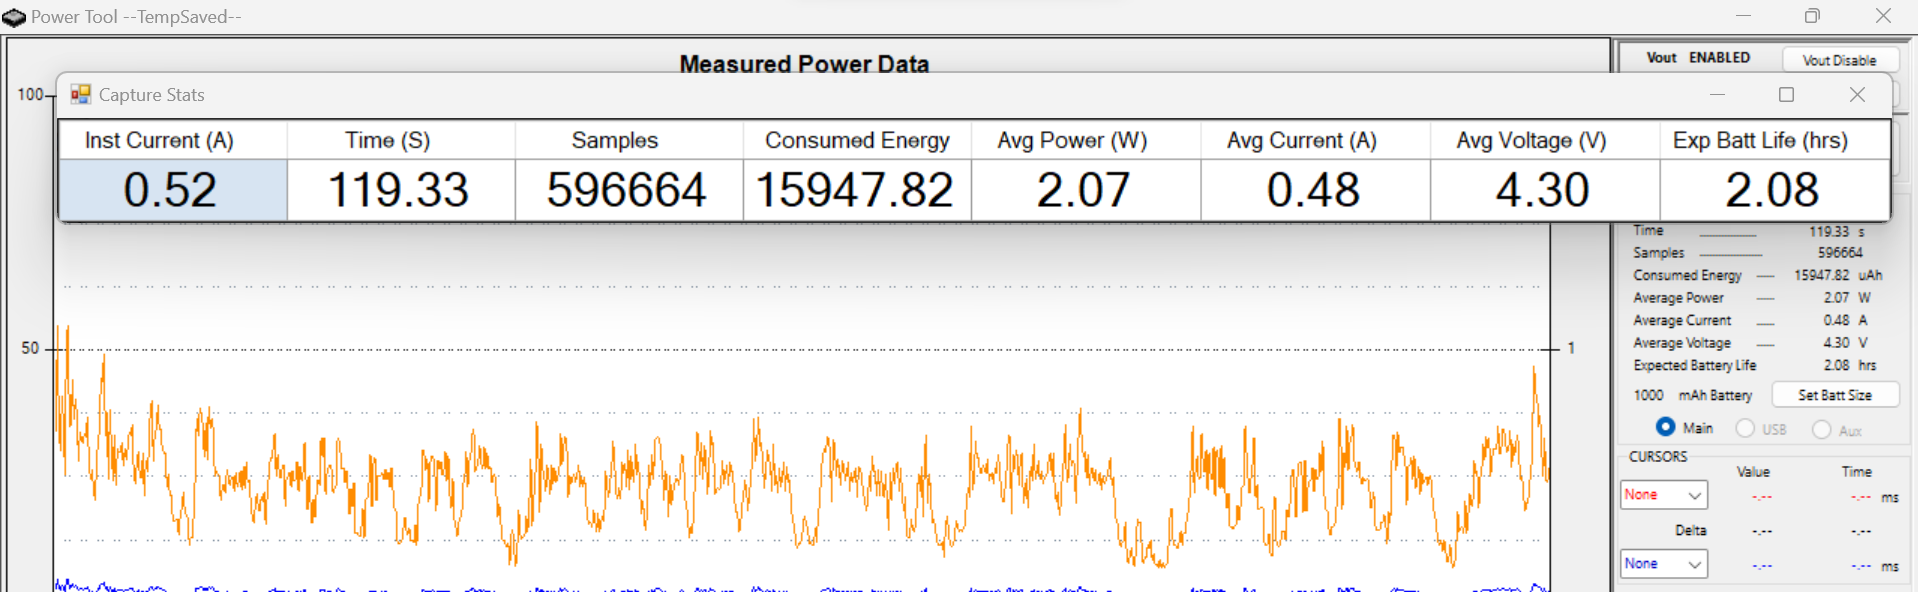 Power Tool --TempSaved--
Measured Power Data
Vout ENABLED Vout Disable
100
Capture Stats
Inst Current (A) Time (S) Samples Consumed Energy Avg Power (W) Avg Current (A) Avg Voltage (V) Exp Batt Life (hrs)
0.52 119.33 596664 15947.82 2.07 0.48 4.30 2.08
Time 119.33 s
Samples 596664
Consumed Energy 15947.82 uAh
Average Power 2.07 W
Average Current 0.48 A
Average Voltage 4.30 V
Expected Battery Life 2.08 hrs
50 1
1000 mAh Battery Set Batt Size
Main USB Aux
CURSORS
Value Time
None -.-- -.-- ms
Delta -.-- -.--
None -.-- -.-- ms